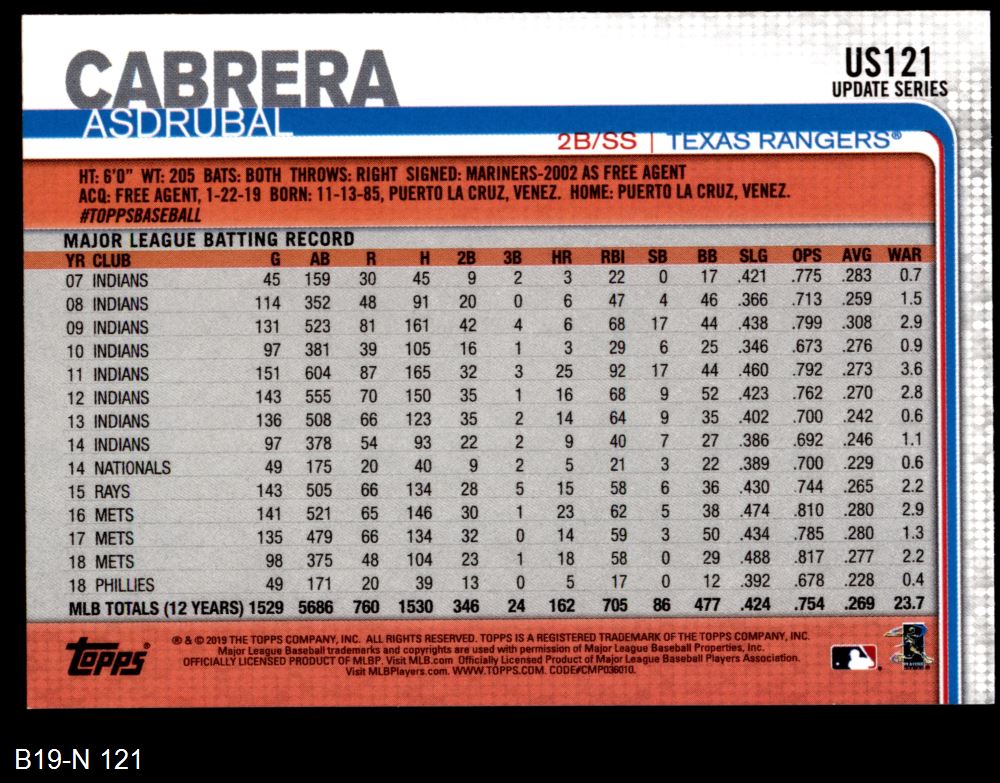 CABRERA
ASDRUBAL
US121
UPDATE SERIES
2B/SS | TEXAS RANGERS®
HT: 6'0" WT: 205 BATS: BOTH THROWS: RIGHT SIGNED: MARINERS-2002 AS FREE AGENT
ACQ: FREE AGENT, 1-22-19 BORN: 11-13-85, PUERTO LA CRUZ, VENEZ. HOME: PUERTO LA CRUZ, VENEZ.
#TOPPSBASEBALL
MAJOR LEAGUE BATTING RECORD
YR CLUB G AB R H 2B 3B HR RBI SB BB SLG OPS AVG WAR
07 INDIANS 45 159 30 45 9 2 3 22 0 17 .421 .775 .283 0.7
08 INDIANS 114 352 48 91 20 0 6 47 4 46 .366 .713 .259 1.5
09 INDIANS 131 523 81 161 42 4 6 68 17 44 .438 .799 .308 2.9
10 INDIANS 97 381 39 105 16 1 3 29 6 25 .346 .673 .276 0.9
11 INDIANS 151 604 87 165 32 3 25 92 17 44 .460 .792 .273 3.6
12 INDIANS 143 555 70 150 35 1 16 68 9 52 .423 .762 .270 2.8
13 INDIANS 136 508 66 123 35 2 14 64 9 35 .402 .700 .242 0.6
14 INDIANS 97 378 54 93 22 2 9 40 7 27 .386 .692 .246 1.1
14 NATIONALS 49 175 20 40 9 2 5 21 3 22 .389 .700 .229 0.6
15 RAYS 143 505 66 134 28 5 15 58 6 36 .430 .744 .265 2.2
16 METS 141 521 65 146 30 1 23 62 5 38 .474 .810 .280 2.9
17 METS 135 479 66 134 32 0 14 59 3 50 .434 .785 .280 1.3
18 METS 98 375 48 104 23 1 18 58 0 29 .488 .817 .277 2.2
18 PHILLIES 49 171 20 39 13 0 5 17 0 12 .392 .678 .228 0.4
MLB TOTALS (12 YEARS) 1529 5686 760 1530 346 24 162 705 86 477 .424 .754 .269 23.7
Topps®
® & © 2019 THE TOPPS COMPANY, INC. ALL RIGHTS RESERVED. TOPPS IS A REGISTERED TRADEMARK OF THE TOPPS COMPANY, INC.
Major League Baseball trademarks and copyrights are used with permission of Major League Baseball Properties, Inc.
OFFICIALLY LICENSED PRODUCT OF MLBP. Visit MLB.com Officially Licensed Product of Major League Baseball Players Association.
Visit MLBPlayers.com. WWW.TOPPS.COM. CODE#CMP036010.
B19-N 121